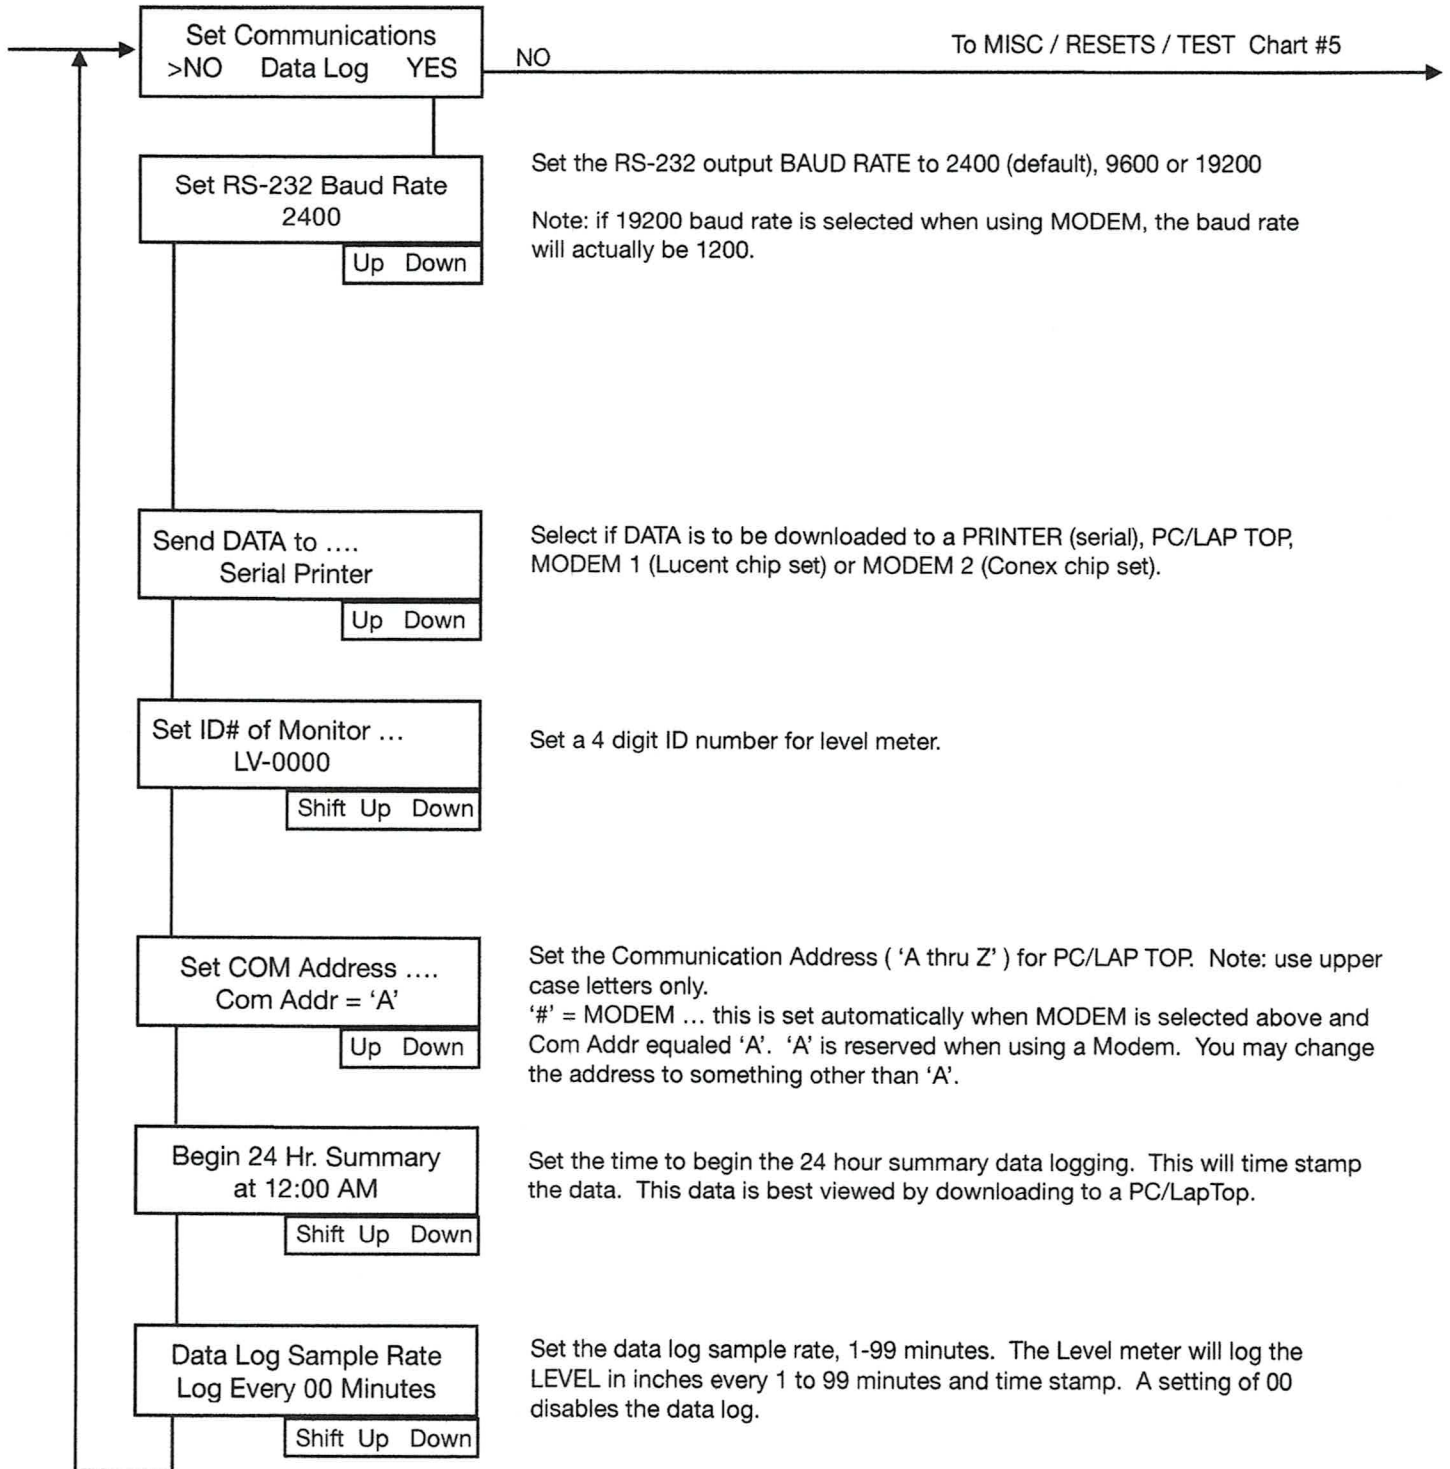 Set Communications
>NO Data Log YES
NO
To MISC / RESETS / TEST Chart #5
Set RS-232 Baud Rate
2400
Up Down
Set the RS-232 output BAUD RATE to 2400 (default), 9600 or 19200
Note: if 19200 baud rate is selected when using MODEM, the baud rate
will actually be 1200.
Send DATA to ....
Serial Printer
Up Down
Select if DATA is to be downloaded to a PRINTER (serial), PC/LAP TOP,
MODEM 1 (Lucent chip set) or MODEM 2 (Conex chip set).
Set ID# of Monitor ...
LV-0000
Shift Up Down
Set a 4 digit ID number for level meter.
Set COM Address ....
Com Addr = ‘A’
Up Down
Set the Communication Address ( ‘A thru Z’ ) for PC/LAP TOP. Note: use upper
case letters only.
‘#’ = MODEM ... this is set automatically when MODEM is selected above and
Com Addr equaled ‘A’. ‘A’ is reserved when using a Modem. You may change
the address to something other than ‘A’.
Begin 24 Hr. Summary
at 12:00 AM
Shift Up Down
Set the time to begin the 24 hour summary data logging. This will time stamp
the data. This data is best viewed by downloading to a PC/LapTop.
Data Log Sample Rate
Log Every 00 Minutes
Shift Up Down
Set the data log sample rate, 1-99 minutes. The Level meter will log the
LEVEL in inches every 1 to 99 minutes and time stamp. A setting of 00
disables the data log.